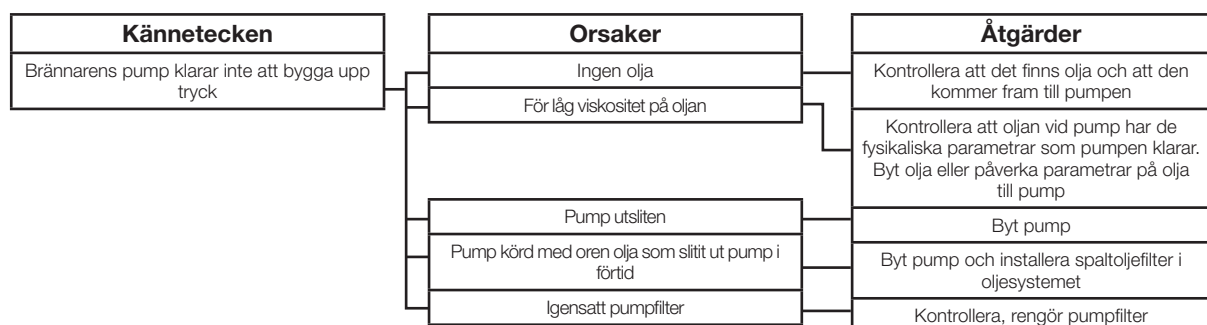 Kännetecken
Brännarens pump klarar inte att bygga upp
tryck
Orsaker
Ingen olja
För låg viskositet på oljan
Pump utsliten
Pump körd med oren olja som slitit ut pump i
förtid
Igensatt pumpfilter
Åtgärder
Kontrollera att det finns olja och att den
kommer fram till pumpen
Kontrollera att oljan vid pump har de
fysikaliska parametrar som pumpen klarar.
Byt olja eller påverka parametrar på olja
till pump
Byt pump
Byt pump och installera spaltoljefilter i
oljesystemet
Kontrollera, rengör pumpfilter